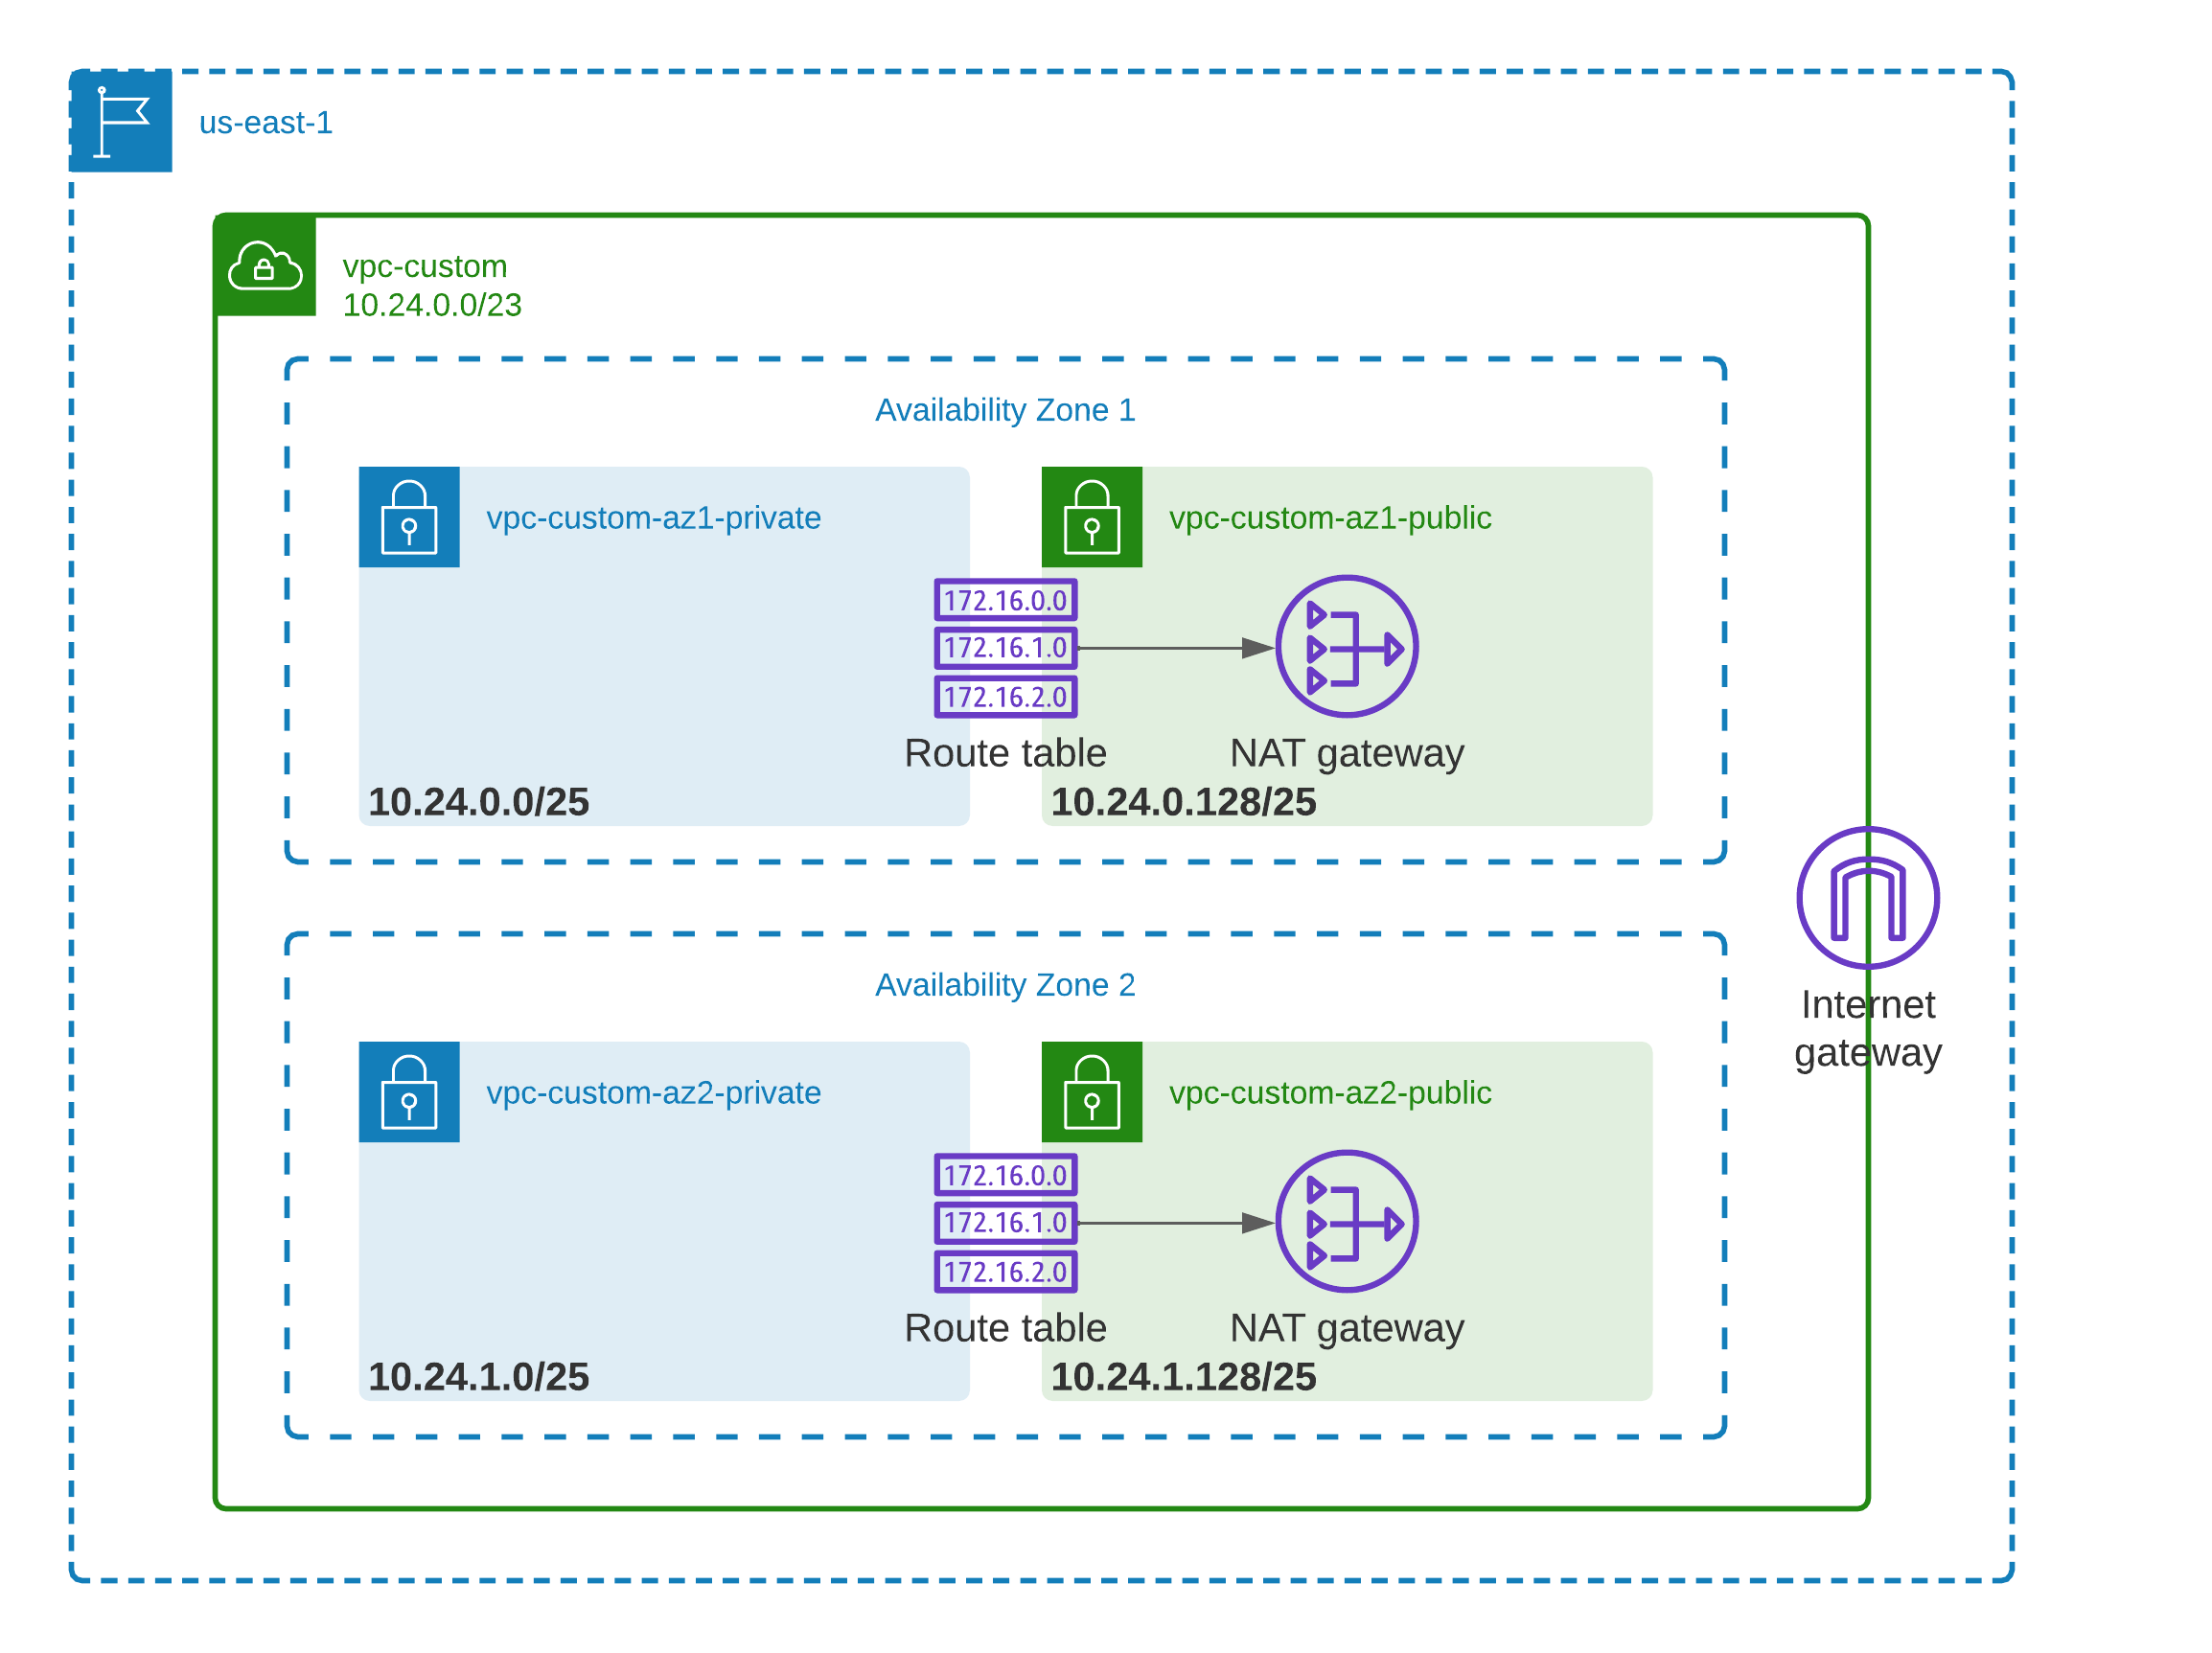 us-east-1
vpc-custom
10.24.0.0/23
Availability Zone 1
vpc-custom-az1-private
vpc-custom-az1-public
172.16.0.0
172.16.1.0
172.16.2.0
Route table
NAT gateway
10.24.0.0/25
10.24.0.128/25
Internet
gateway
Availability Zone 2
vpc-custom-az2-private
vpc-custom-az2-public
172.16.0.0
172.16.1.0
172.16.2.0
Route table
NAT gateway
10.24.1.0/25
10.24.1.128/25